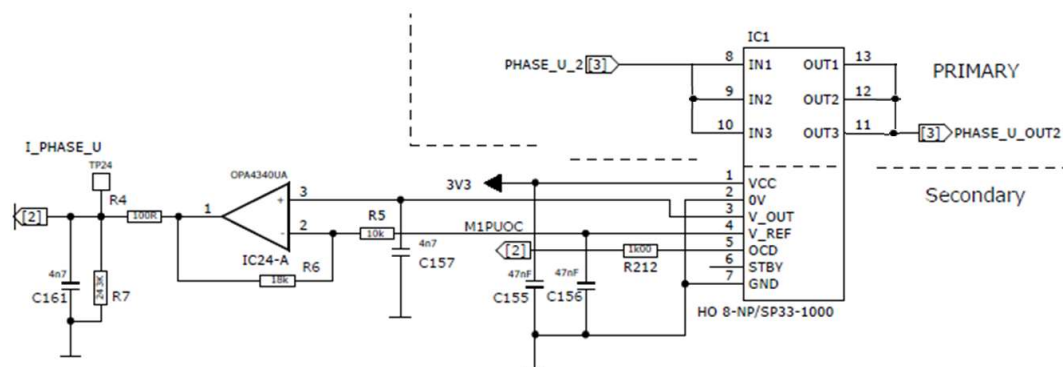 IC1
PHASE_U_2 [3]
8 IN1 OUT1 13
PRIMARY
9 IN2 OUT2 12
10 IN3 OUT3 11
[3] PHASE_U_OUT2
I_PHASE_U
TP24
OPA4340UA
3V3
1 VCC
Secondary
2 0V
[2]
R4
100R
1
+ 3
3 V_OUT
R5
- 2
10k
M1PUOC
4 V_REF
4n7
[2]
1k00
5 OCD
IC24-A
C157
R212
6 STBY
4n7
24.3K
R7
R6
18k
47nF
47nF
7 GND
C161
C155
C156
HO 8-NP/SP33-1000